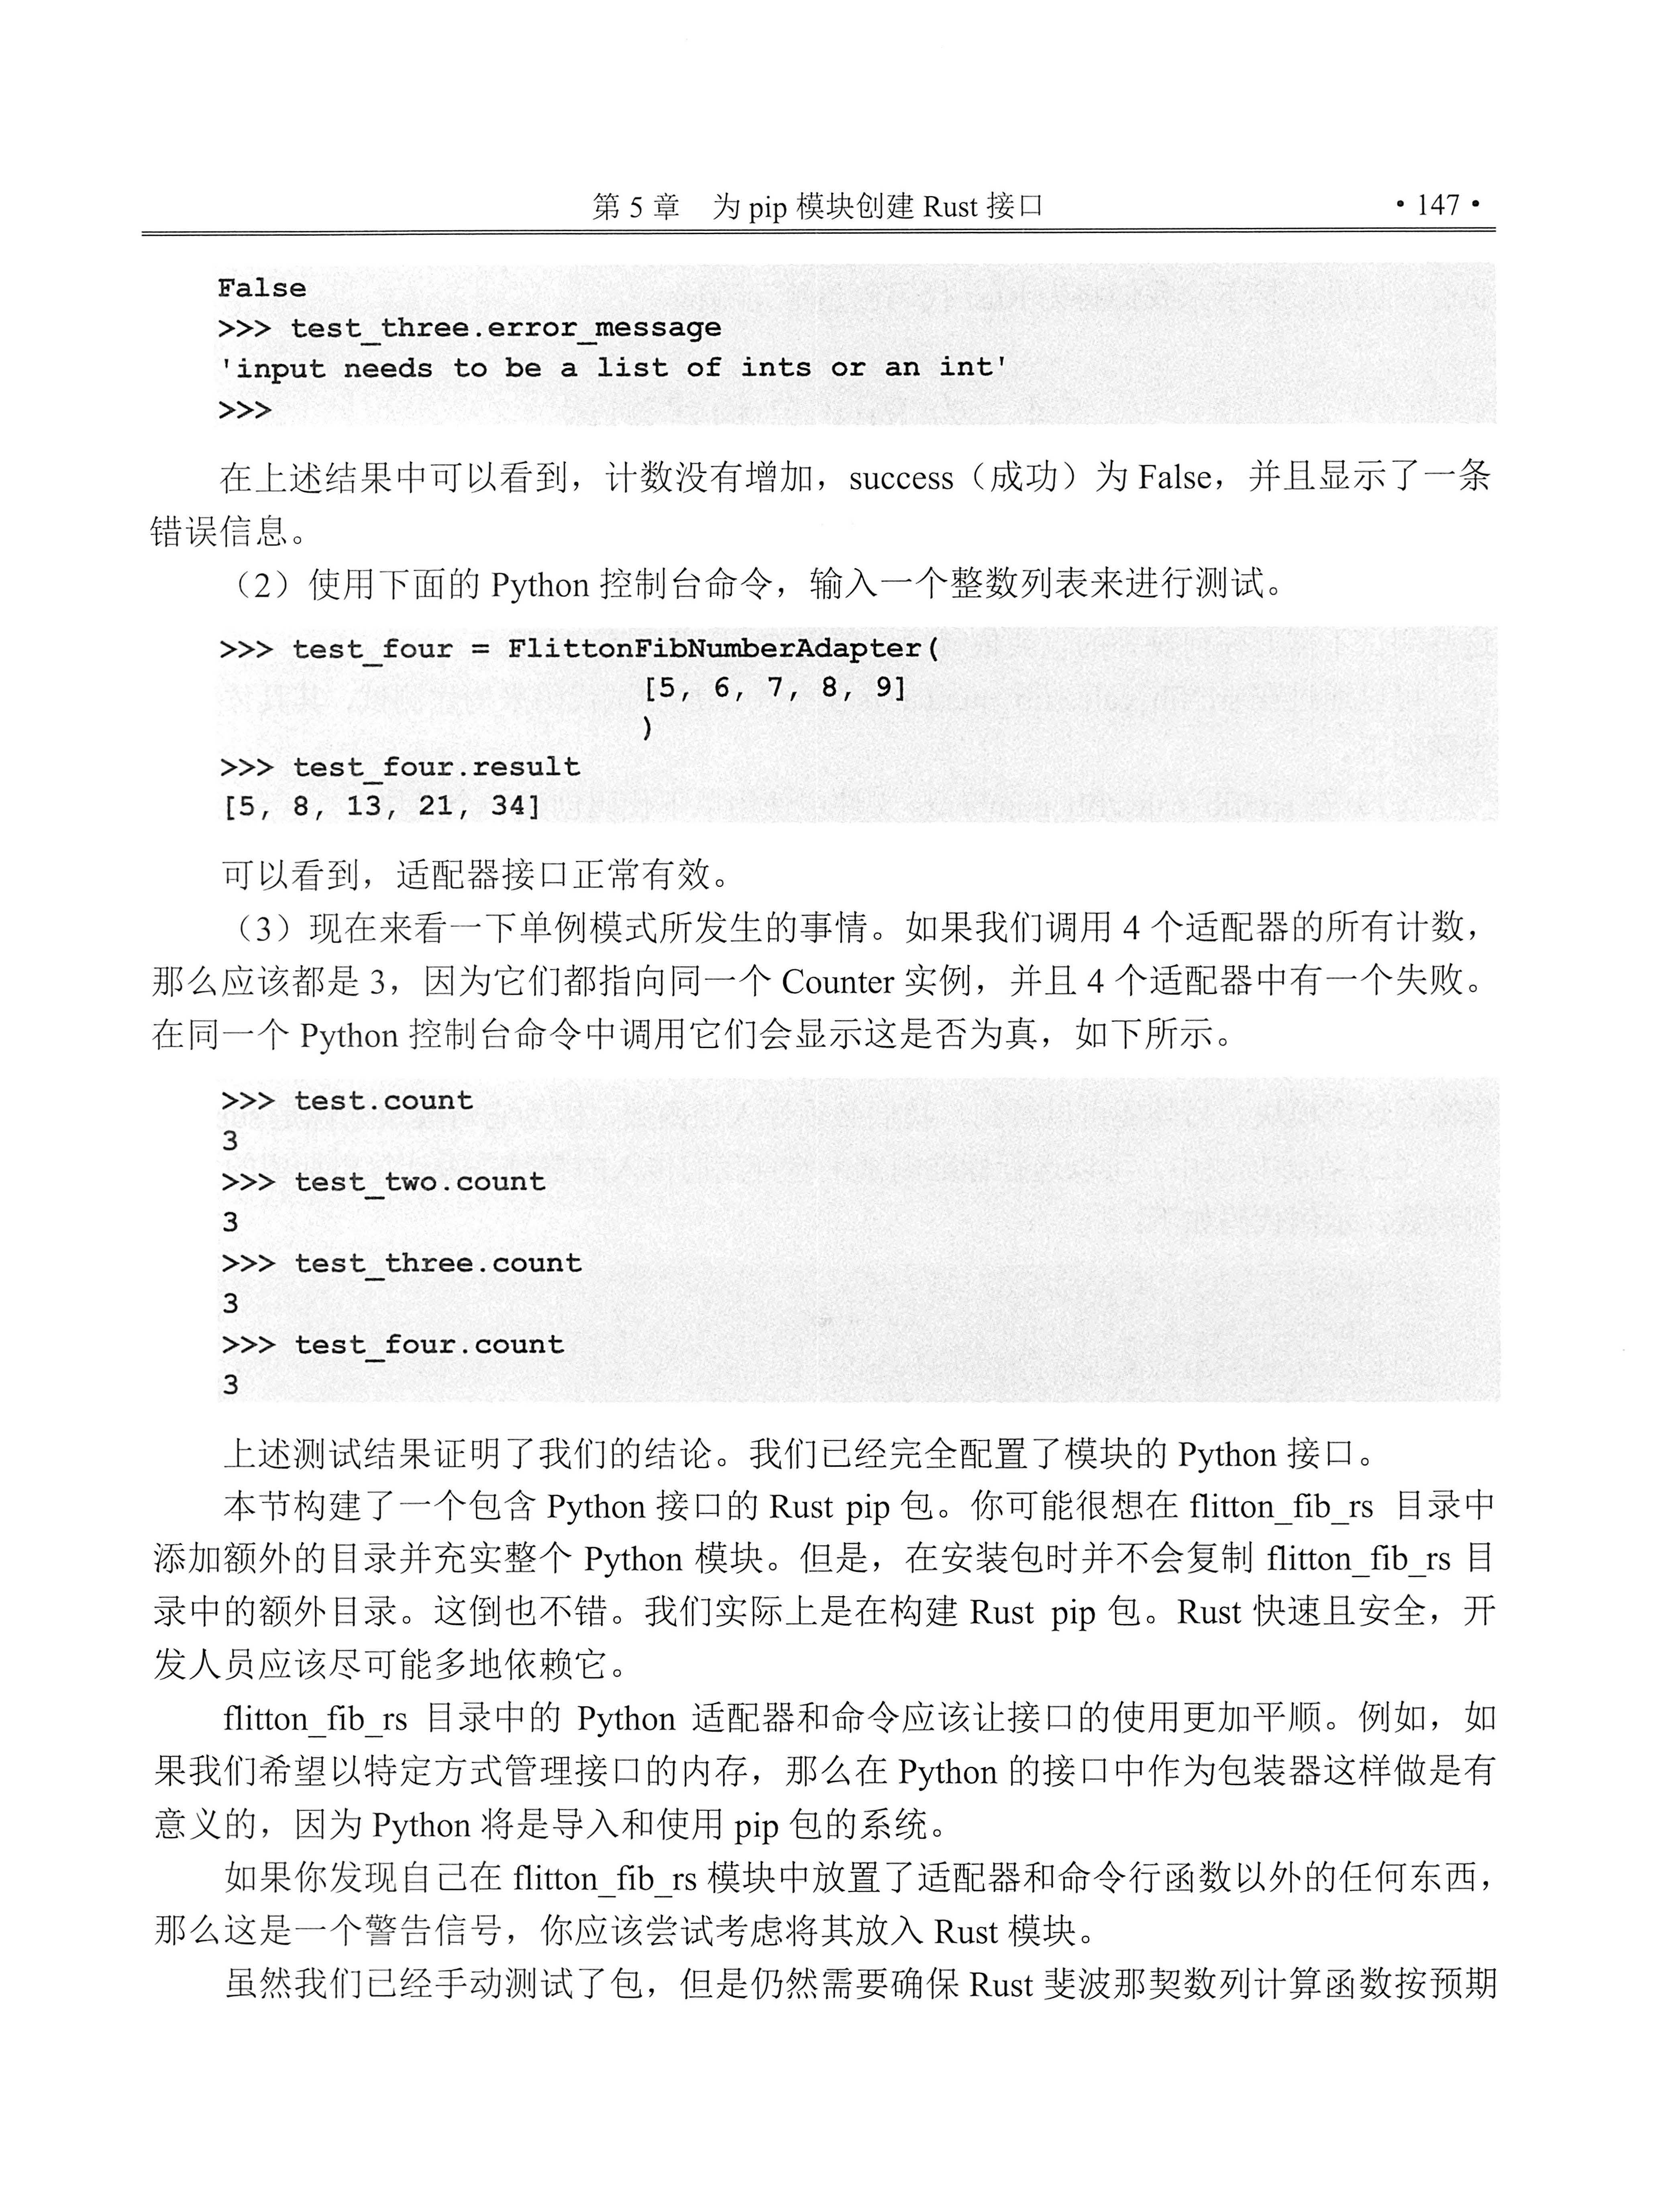 第 5 章　为 pip 模块创建 Rust 接口 • 147 •
False
>>> test_three.error_message
'input needs to be a list of ints or an int'
>>>
在上述结果中可以看到，计数没有增加，success（成功）为 False，并且显示了一条
错误信息。
（2）使用下面的 Python 控制台命令，输入一个整数列表来进行测试。
>>> test_four = FlittonFibNumberAdapter(
                        [5, 6, 7, 8, 9]
                        )
>>> test_four.result
[5, 8, 13, 21, 34]
可以看到，适配器接口正常有效。
（3）现在来看一下单例模式所发生的事情。如果我们调用 4 个适配器的所有计数，
那么应该都是 3，因为它们都指向同一个 Counter 实例，并且 4 个适配器中有一个失败。
在同一个 Python 控制台命令中调用它们会显示这是否为真，如下所示。
>>> test.count
3
>>> test_two.count
3
>>> test_three.count
3
>>> test_four.count
3
上述测试结果证明了我们的结论。我们已经完全配置了模块的 Python 接口。
本节构建了一个包含 Python 接口的 Rust pip 包。你可能很想在 flitton_fib_rs 目录中
添加额外的目录并充实整个 Python 模块。但是，在安装包时并不会复制 flitton_fib_rs 目
录中的额外目录。这倒也不错。我们实际上是在构建 Rust pip 包。Rust 快速且安全，开
发人员应该尽可能多地依赖它。
flitton_fib_rs 目录中的 Python 适配器和命令应该让接口的使用更加平顺。例如，如
果我们希望以特定方式管理接口的内存，那么在 Python 的接口中作为包装器这样做是有
意义的，因为 Python 将是导入和使用 pip 包的系统。
如果你发现自己在 flitton_fib_rs 模块中放置了适配器和命令行函数以外的任何东西，
那么这是一个警告信号，你应该尝试考虑将其放入 Rust 模块。
虽然我们已经手动测试了包，但是仍然需要确保 Rust 斐波那契数列计算函数按预期